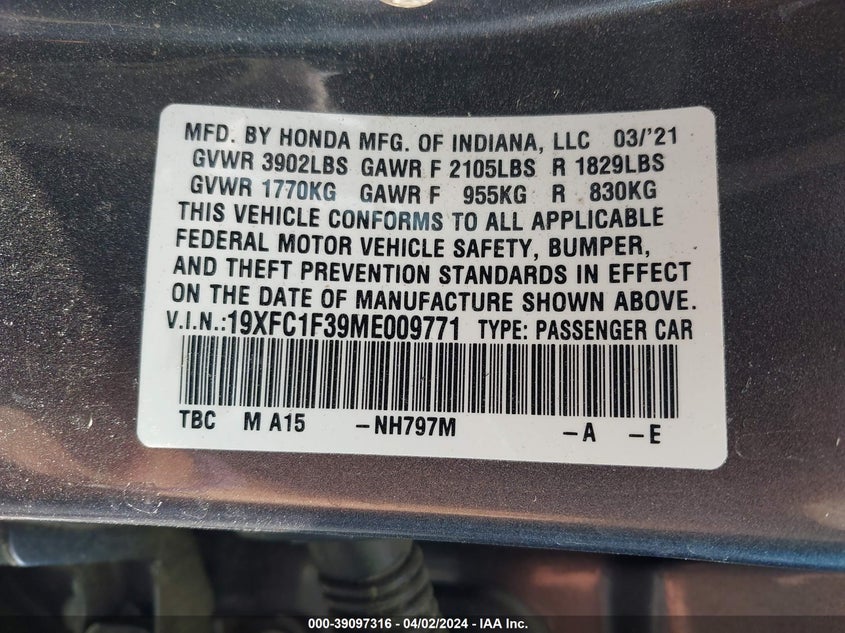 MFD. BY HONDA MFG. OF INDIANA, LLC 03/'21
GVWR 3902LBS GAWR F 2105LBS R 1829LBS
GVWR 1770KG GAWR F 955KG R 830KG
THIS VEHICLE CONFORMS TO ALL APPLICABLE
FEDERAL MOTOR VEHICLE SAFETY, BUMPER,
AND THEFT PREVENTION STANDARDS IN EFFECT
ON THE DATE OF MANUFACTURE SHOWN ABOVE.
V.I.N.:19XFC1F39ME009771 TYPE: PASSENGER CAR
TBC M A15 -NH797M -A -E
000-39097316 - 04/02/2024 - IAA Inc.